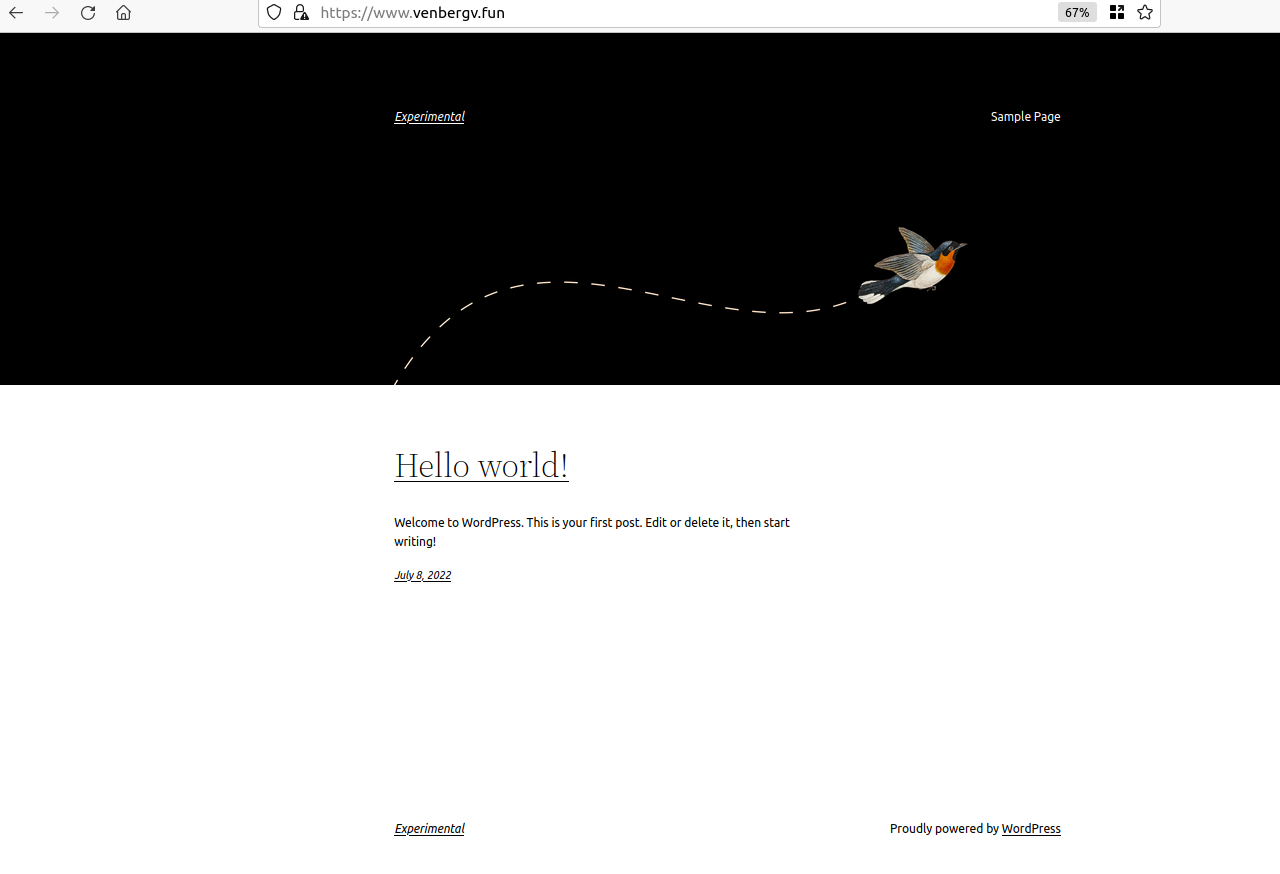 https://www.venbergv.fun
67%
Experimental
Sample Page
Hello world!
Welcome to WordPress. This is your first post. Edit or delete it, then start
writing!
July 8, 2022
Experimental
Proudly powered by WordPress